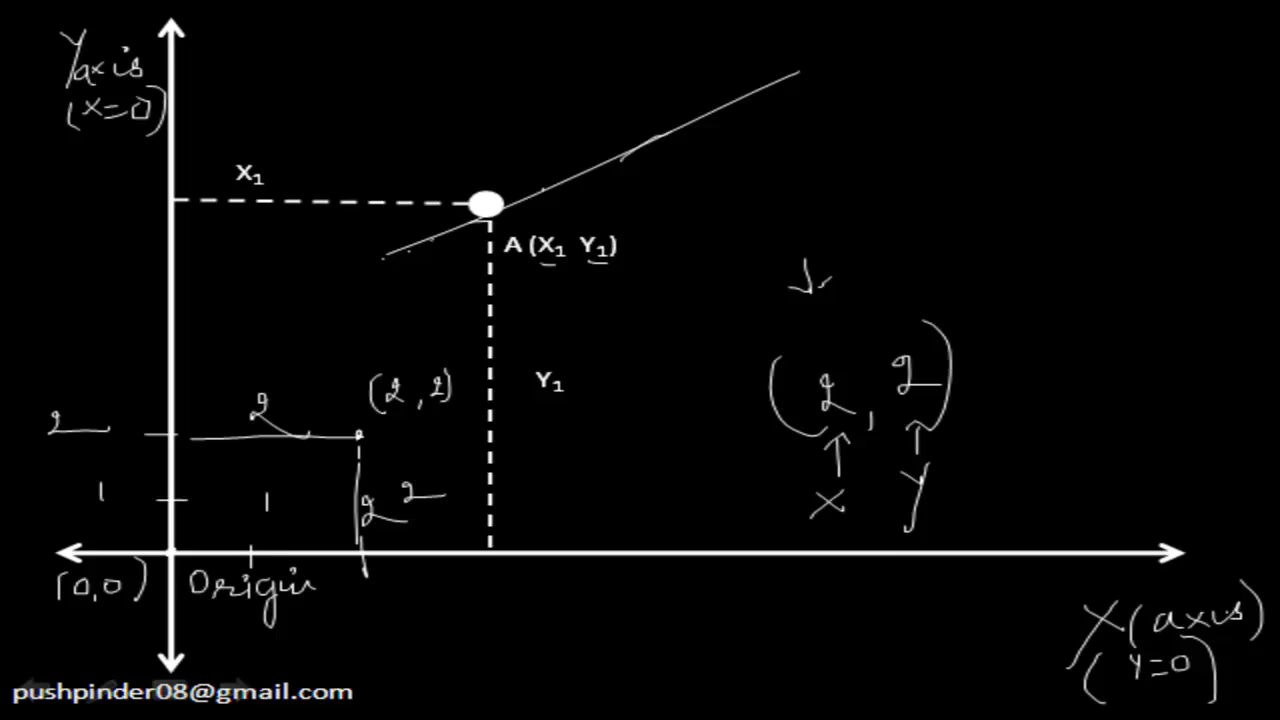 Y axis
(X=0)
X₁
A (X₁ Y₁)
Y₁
(2, 2)
2
2
1
1
2
2
(2, 2)
X
Y
(0,0)
Origin
X (axis)
(Y=0)
pushpinder08@gmail.com